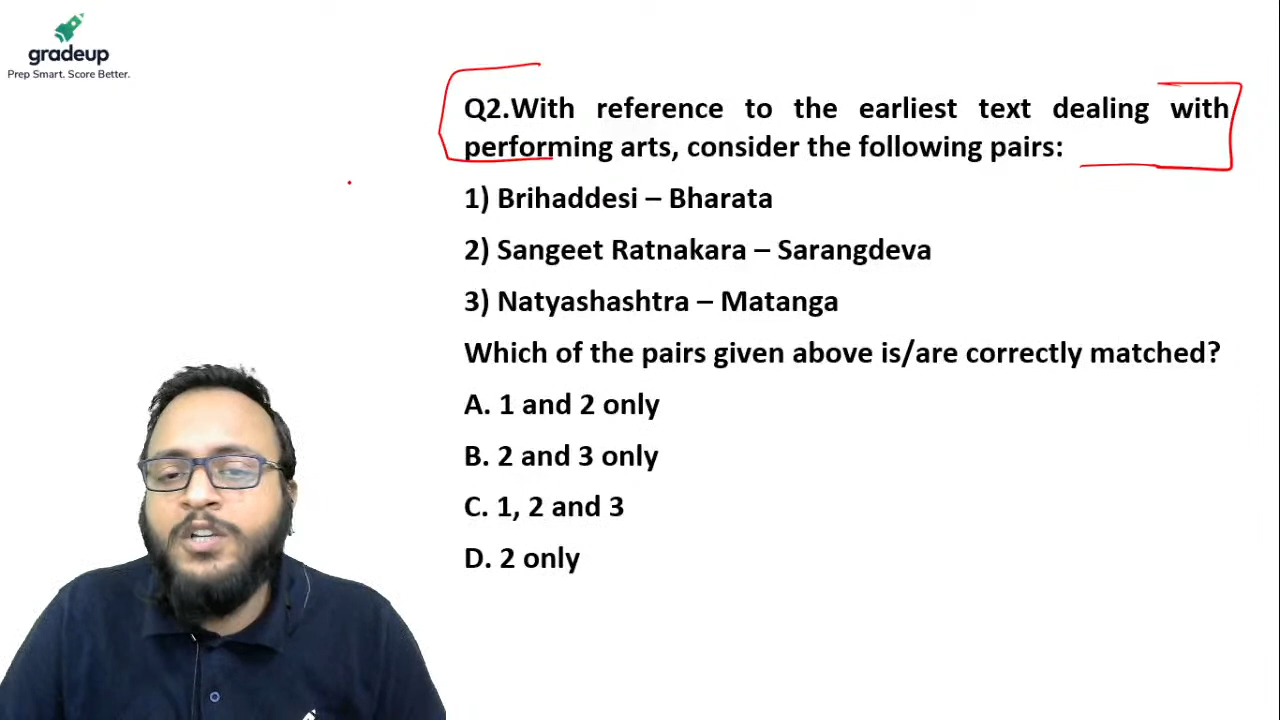 gradeup
Prep Smart. Score Better.
Q2.With reference to the earliest text dealing with
performing arts, consider the following pairs:
1) Brihaddesi – Bharata
2) Sangeet Ratnakara – Sarangdeva
3) Natyashashtra – Matanga
Which of the pairs given above is/are correctly matched?
A. 1 and 2 only
B. 2 and 3 only
C. 1, 2 and 3
D. 2 only